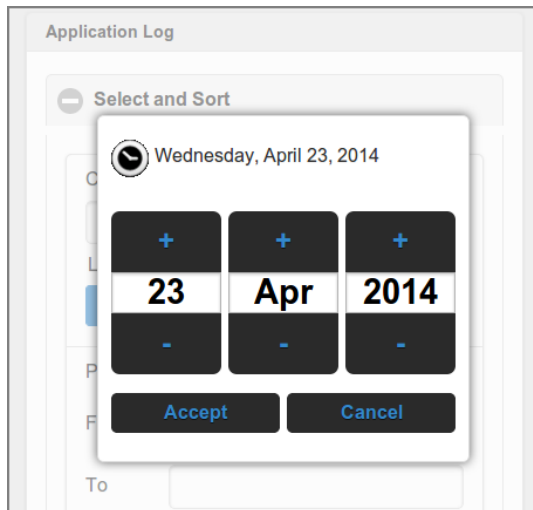 Application Log
Select and Sort
Wednesday, April 23, 2014
C
L
+ + +
23 Apr 2014
- - -
P
Accept Cancel
F
To